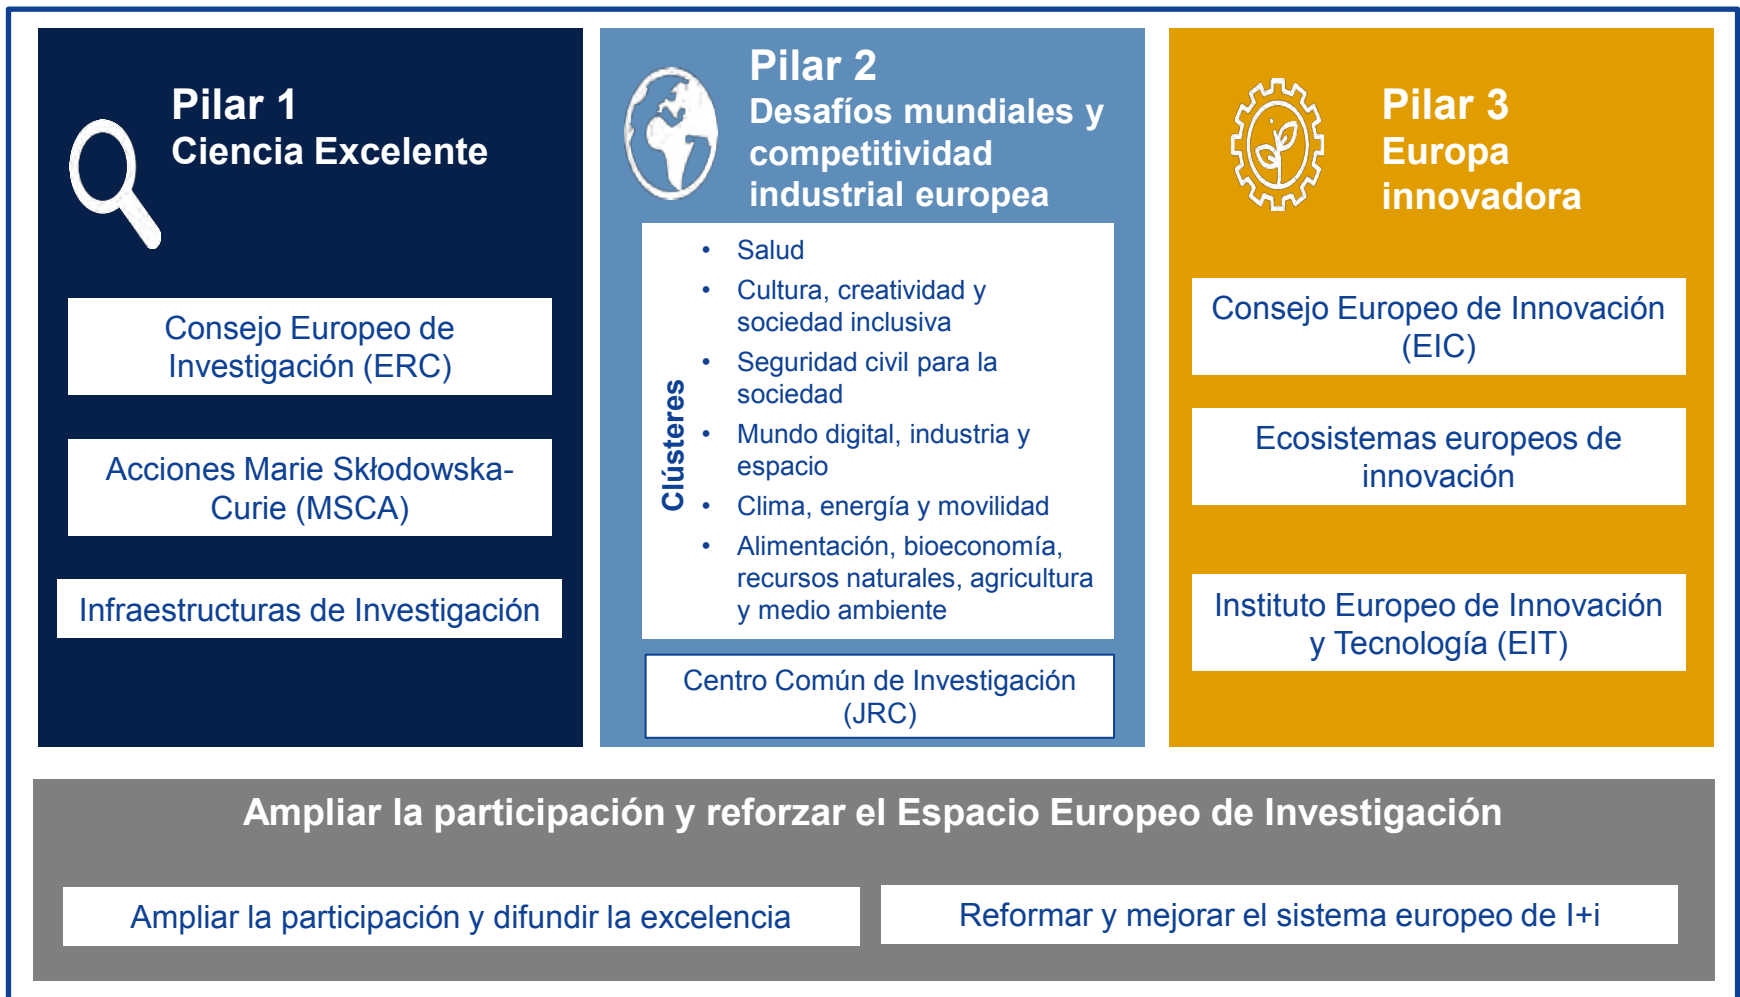 Pilar 1
Ciencia Excelente
Consejo Europeo de
Investigación (ERC)
Acciones Marie Skłodowska-
Curie (MSCA)
Infraestructuras de Investigación
Pilar 2
Desafíos mundiales y
competitividad
industrial europea
Clústeres
• Salud
• Cultura, creatividad y
sociedad inclusiva
• Seguridad civil para la
sociedad
• Mundo digital, industria y
espacio
• Clima, energía y movilidad
• Alimentación, bioeconomía,
recursos naturales, agricultura
y medio ambiente
Centro Común de Investigación
(JRC)
Pilar 3
Europa
innovadora
Consejo Europeo de Innovación
(EIC)
Ecosistemas europeos de
innovación
Instituto Europeo de Innovación
y Tecnología (EIT)
Ampliar la participación y reforzar el Espacio Europeo de Investigación
Ampliar la participación y difundir la excelencia
Reformar y mejorar el sistema europeo de I+i